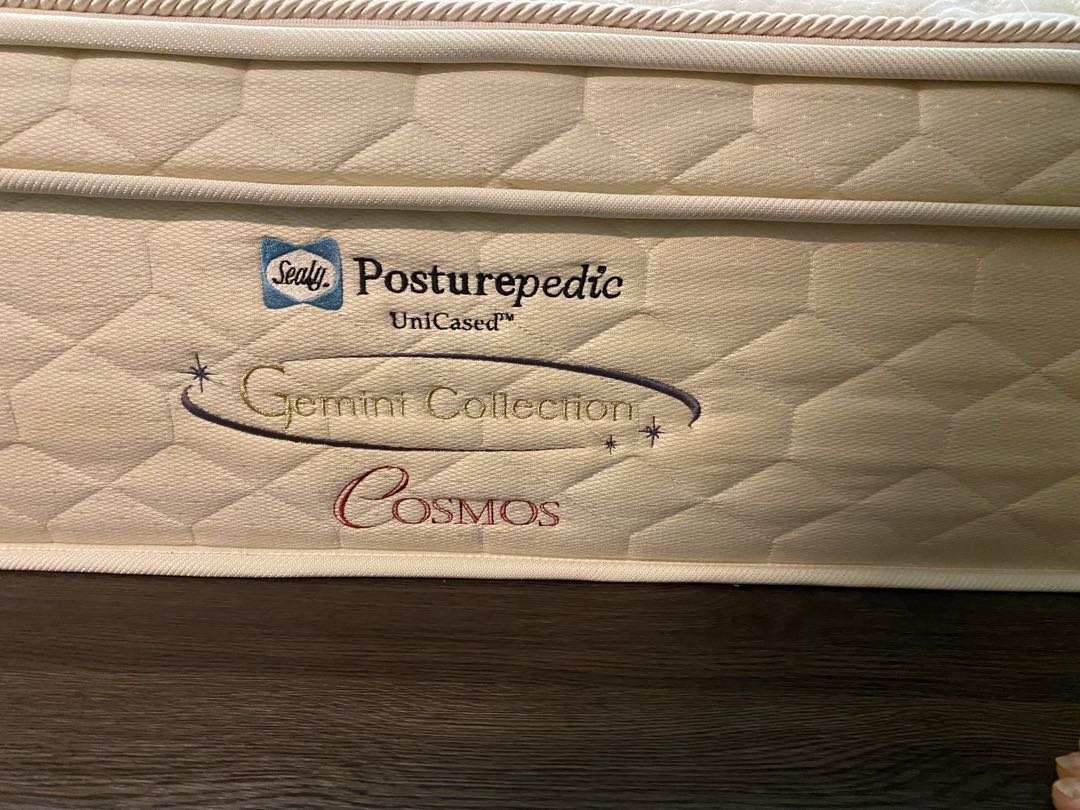 Sealy. Posturepedic
UniCased™
Gemini Collection
COSMOS